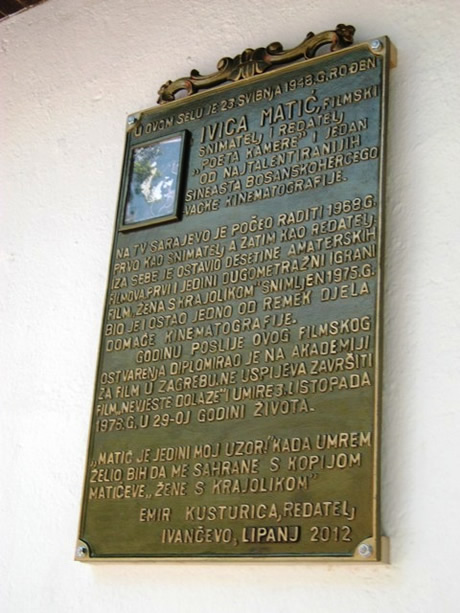 U OVOM SELU JE 23. SVIBNJA 1948.G. ROĐEN
IVICA MATIĆ, FILMSKI
SNIMATELJ I REDATELJ
"POETA KAMERE" I JEDAN
OD NAJTALENTIRANIJIH
SINEASTA BOSANSKOHERCEGO
VAČKE KINEMATOGRAFIJE.
NA TV SARAJEVO JE POČEO RADITI 1968.G.
PRVO KAO SNIMATELJ, A ZATIM KAO REDATELJ.
IZA SEBE JE OSTAVIO DESETINE AMATERSKIH
FILMOVA. PRVI I JEDINI DUGOMETRAŽNI IGRANI
FILM, "ŽENA S KRAJOLIKOM" SNIMLJEN 1975.G.
BIO JE I OSTAO JEDNO OD REMEK DJELA
DOMAĆE KINEMATOGRAFIJE.
GODINU POSLIJE OVOG FILMSKOG
OSTVARENJA DIPLOMIRAO JE NA AKADEMIJI
ZA FILM U ZAGREBU. NE USPIJEVA ZAVRŠITI
FILM, "NEVJESTE DOLAZE" I UMIRE 3. LISTOPADA
1976.G. U 29-OJ GODINI ŽIVOTA.
"MATIĆ JE JEDINI MOJ UZOR! KADA UMREM
ŽELIO BIH DA ME SAHRANE S KOPIJOM
MATIĆEVE "ŽENE S KRAJOLIKOM"
EMIR KUSTURICA, REDATELJ
IVANČEVO, LIPANJ 2012